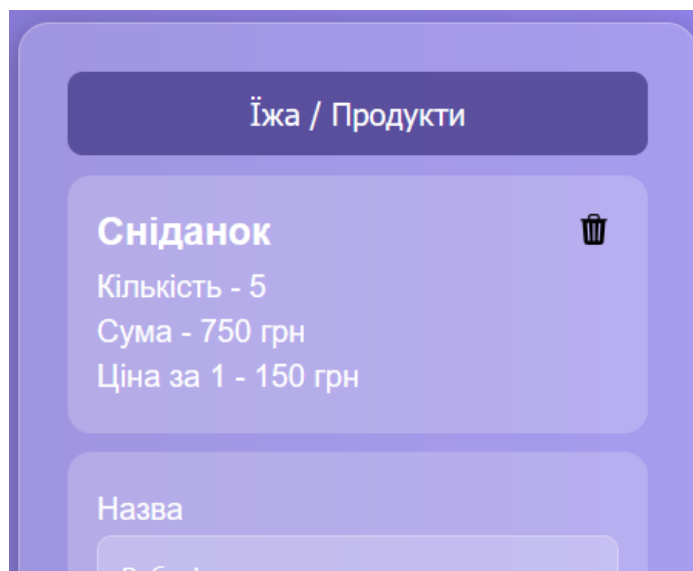 Їжа / Продукти
Сніданок
Кількість - 5
Сума - 750 грн
Ціна за 1 - 150 грн
Назва